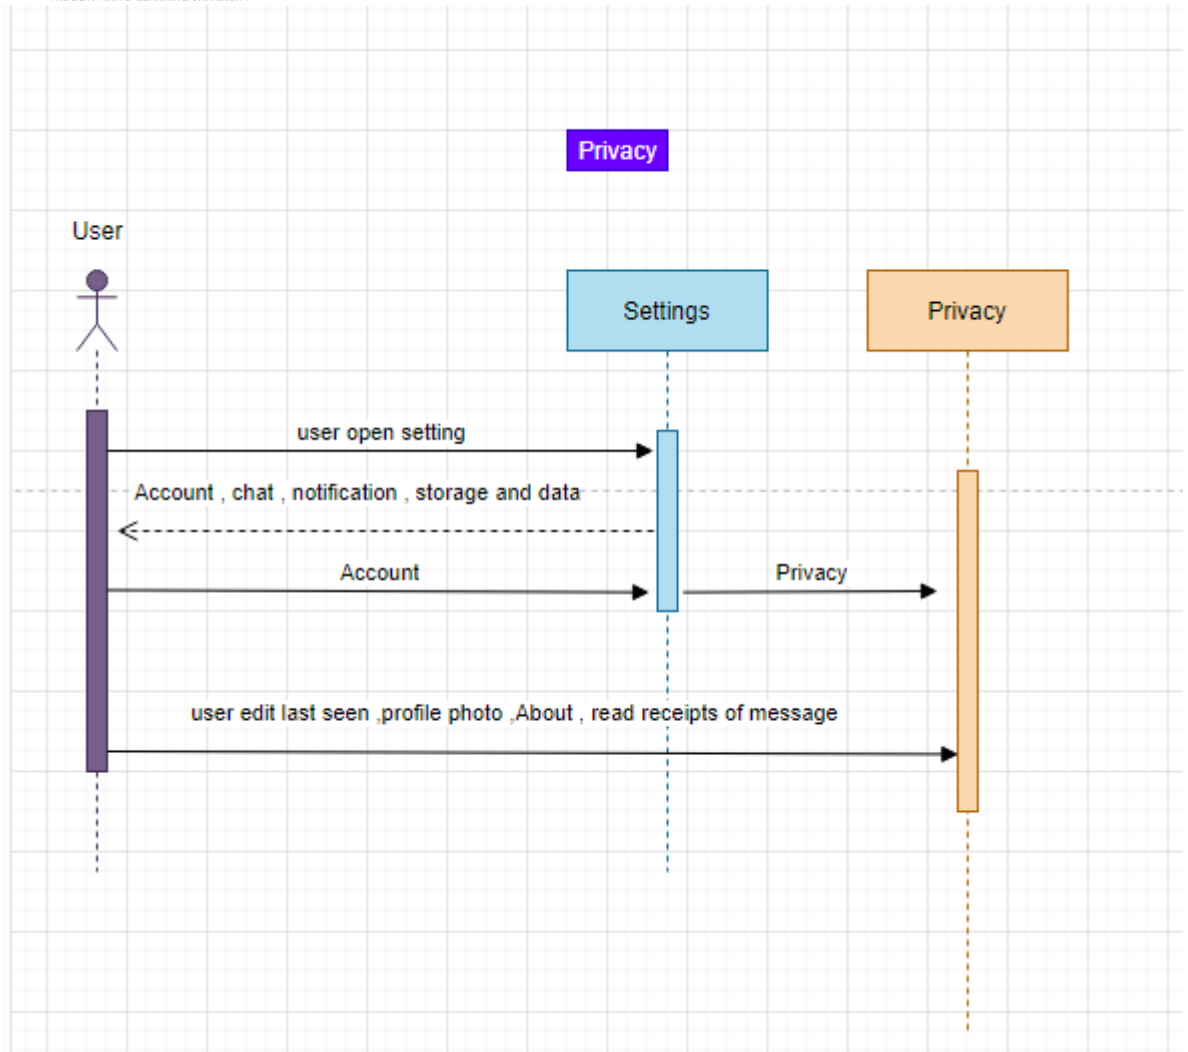 Privacy
User
Settings
Privacy
user open setting
Account , chat , notification , storage and data
Account
Privacy
user edit last seen ,profile photo ,About , read receipts of message